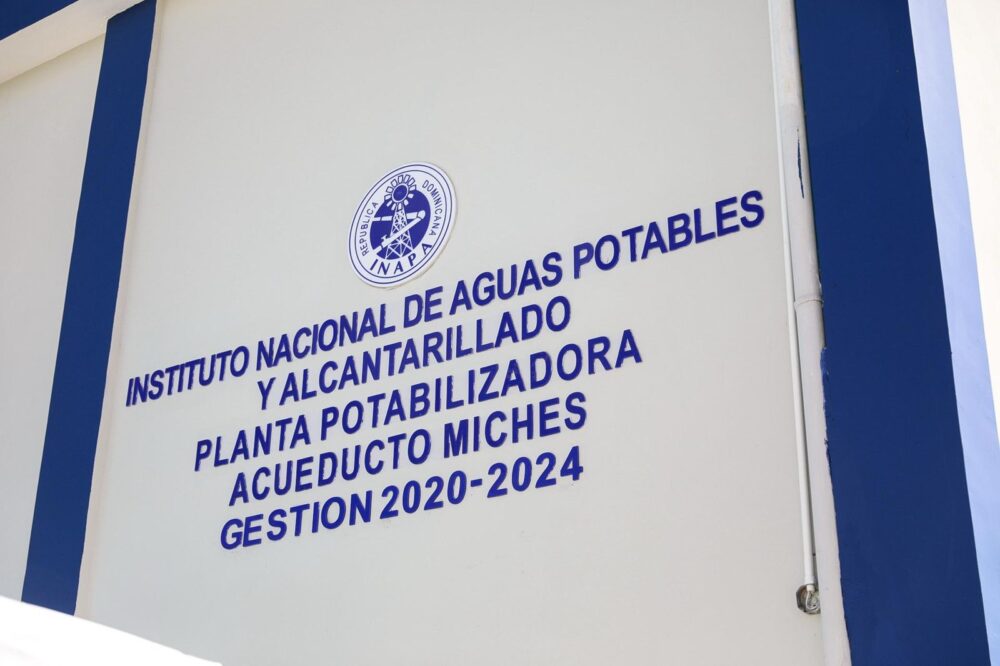 REPUBLICA DOMINICANA
INAPA
INSTITUTO NACIONAL DE AGUAS POTABLES
Y ALCANTARILLADO
PLANTA POTABILIZADORA
ACUEDUCTO MICHES
GESTION 2020-2024